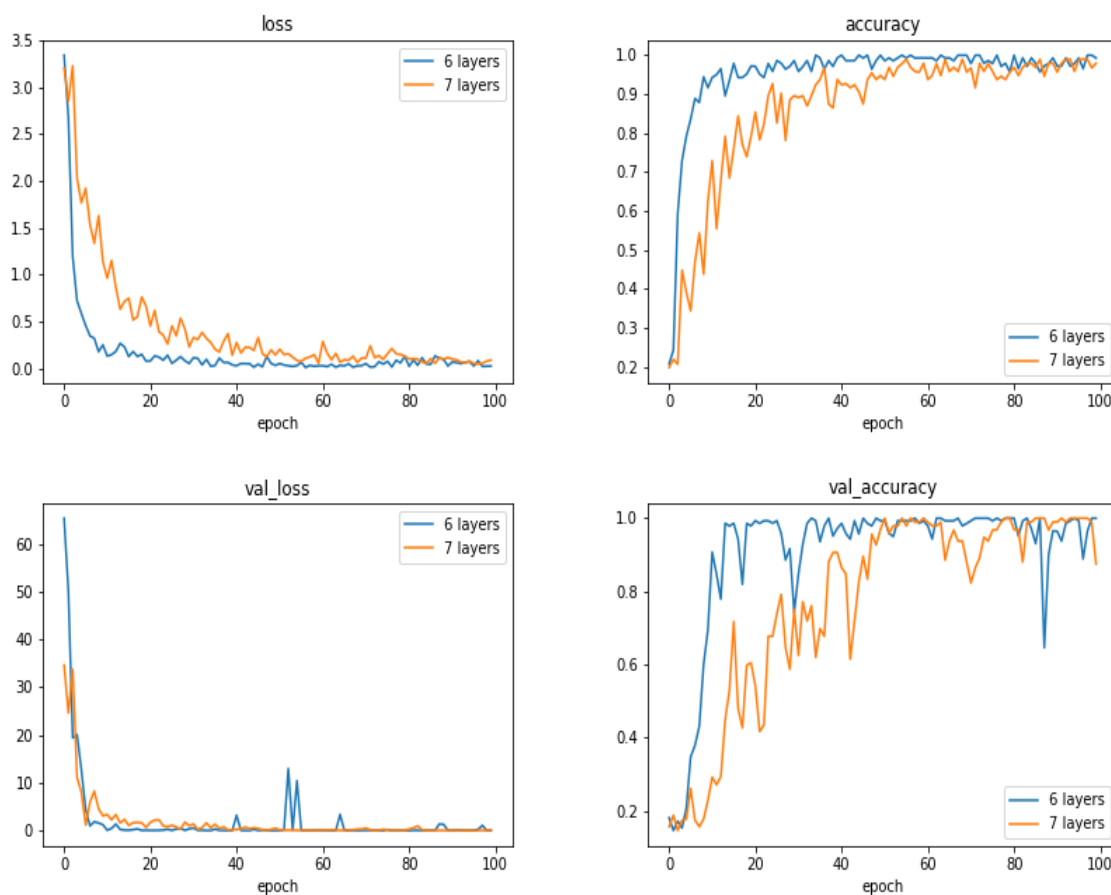 loss
3.5
3.0
2.5
2.0
1.5
1.0
0.5
0.0
6 layers
7 layers
0 20 40 60 80 100
epoch
accuracy
1.0
0.9
0.8
0.7
0.6
0.5
0.4
0.3
0.2
6 layers
7 layers
0 20 40 60 80 100
epoch
val_loss
60
50
40
30
20
10
0
6 layers
7 layers
0 20 40 60 80 100
epoch
val_accuracy
1.0
0.8
0.6
0.4
0.2
6 layers
7 layers
0 20 40 60 80 100
epoch